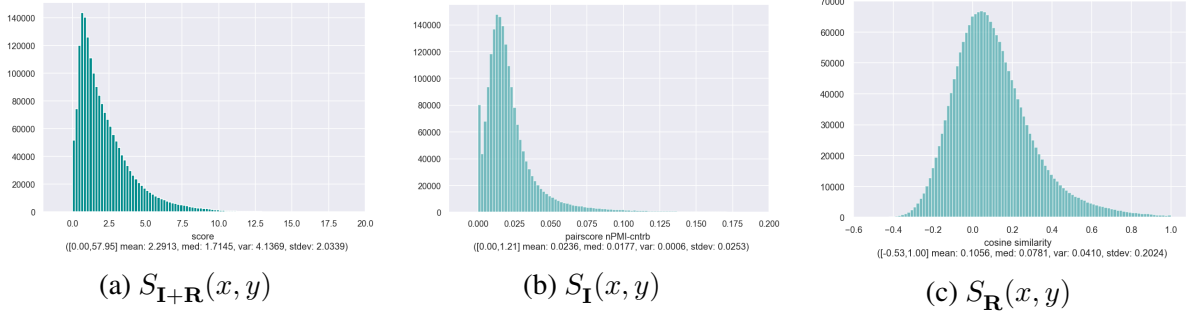 140000
120000
100000
80000
60000
40000
20000
0
0.0 2.5 5.0 7.5 10.0 12.5 15.0 17.5 20.0
score
([0.00,57.95] mean: 2.2913, med: 1.7145, var: 4.1369, stdev: 2.0339)
(a) S_{I+R}(x, y)
140000
120000
100000
80000
60000
40000
20000
0
0.000 0.025 0.050 0.075 0.100 0.125 0.150 0.175 0.200
pairscore nPMI-cntrb
([0.00,1.21] mean: 0.0236, med: 0.0177, var: 0.0006, stdev: 0.0253)
(b) S_I(x, y)
70000
60000
50000
40000
30000
20000
10000
0
−0.6 −0.4 −0.2 0.0 0.2 0.4 0.6 0.8 1.0
cosine similarity
([-0.53,1.00] mean: 0.1056, med: 0.0781, var: 0.0410, stdev: 0.2024)
(c) S_R(x, y)